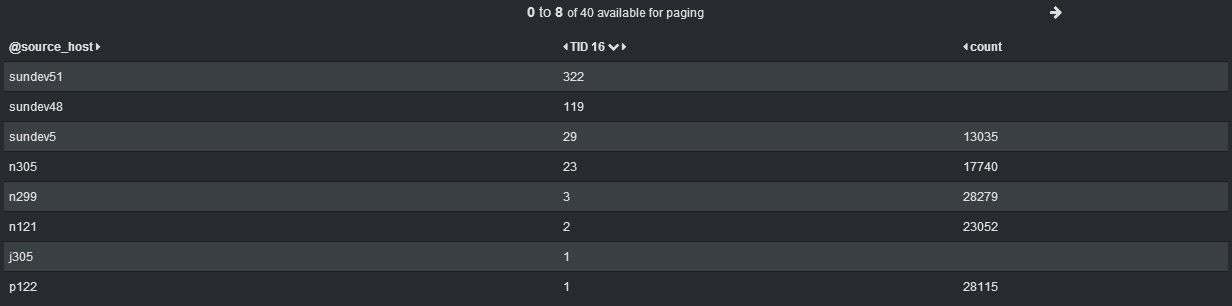 0 to 8 of 40 available for paging
@source_host TID 16 count
sundev51 322
sundev48 119
sundev5 29 13035
n305 23 17740
n299 3 28279
n121 2 23052
j305 1
p122 1 28115